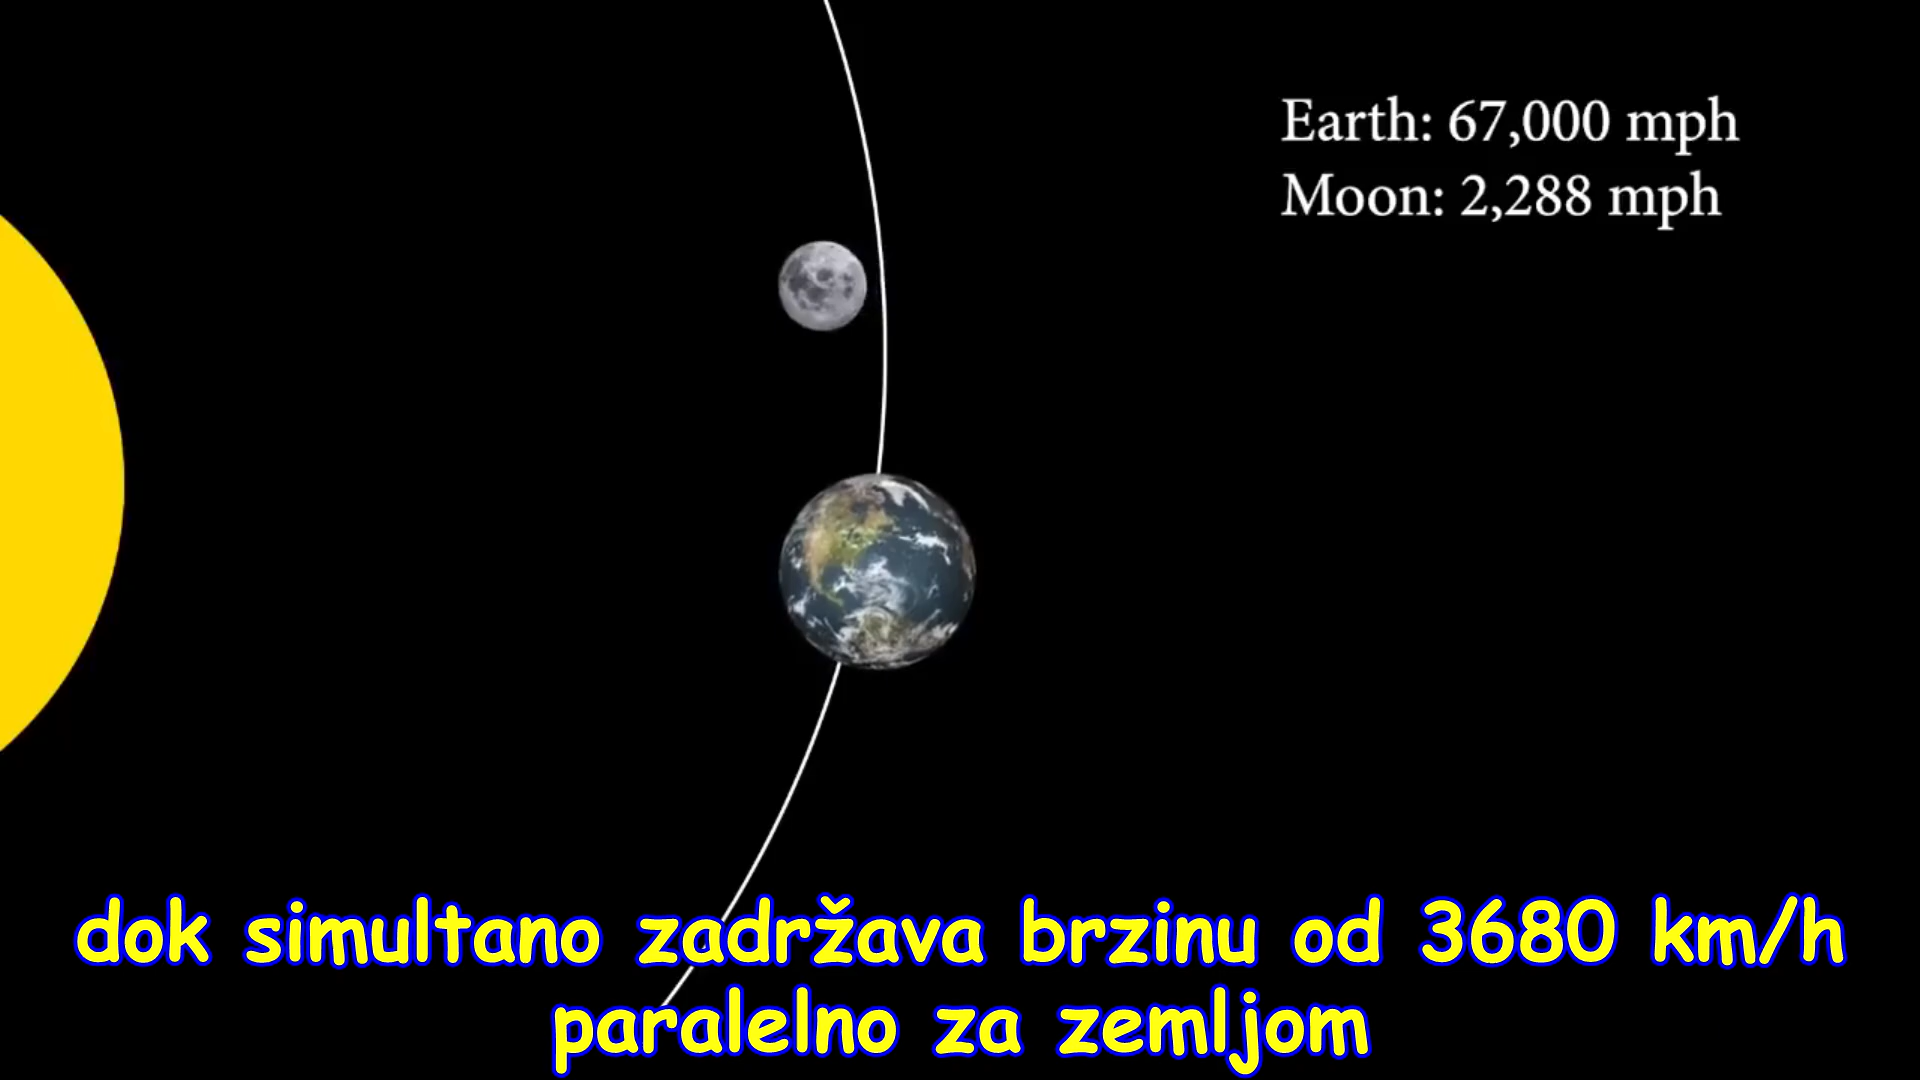 Earth: 67,000 mph
Moon: 2,288 mph
dok simultano zadržava brzinu od 3680 km/h
paralelno za zemljom